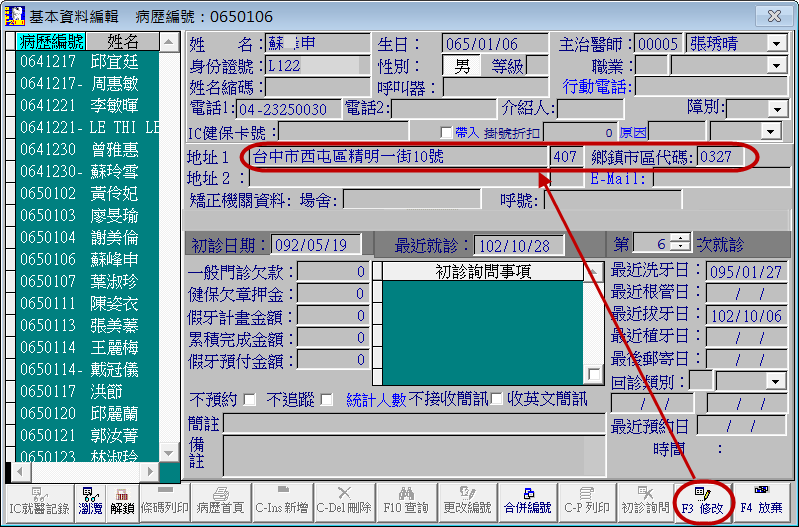 基本資料編輯 病歷編號：0650106
病歷編號 姓名
0641217 邱宜廷
0641217- 周惠敏
0641221 李敏暉
0641221- LE THI LE
0641230 曾雅惠
0641230- 蘇玲雪
0650102 黃伶妃
0650103 廖旻瑜
0650104 謝美倫
0650106 蘇峰申
0650107 葉淑珍
0650111 陳姿衣
0650113 張美蓁
0650114 王麗梅
0650114- 戴冠儀
0650117 洪節
0650120 邱麗蘭
0650121 郭汝菁
0650123 林淑玲
姓 名: 蘇 申 生日: 065/01/06 主治醫師: 00005 張琇晴
身份證號: L122 性別: 男 等級 職業:
姓名縮碼: 呼叫器: 行動電話:
電話1: 04-23250030 電話2: 介紹人: 障別:
IC健保卡號: 帶入 掛號折扣 0 原因
地址1 台中市西屯區精明一街10號 407 鄉鎮市區代碼: 0327
地址2: E-Mail:
矯正機關資料: 場舍: 呼號:
初診日期: 092/05/19 最近就診: 102/10/28 第 6 次就診
一般門診欠款: 0
健保欠章押金: 0
假牙計畫金額: 0
累積完成金額: 0
假牙預付金額: 0
初診詢問事項
最近洗牙日: 095/01/27
最近根管日: / /
最近拔牙日: 102/10/06
最近植牙日: / /
最後郵寄日: / /
回診類別:
/ / / /
最近預約日 / /
時間 :
不預約 不追蹤 統計人數 不接收簡訊 收英文簡訊
簡註
備註
IC就醫記錄 瀏覽 解鎖 條碼列印 病歷首頁 C-Ins 新增 C-Del 刪除 F10 查詢 更改編號 合併編號 C-P 列印 初診詢問 F3 修改 F4 放棄